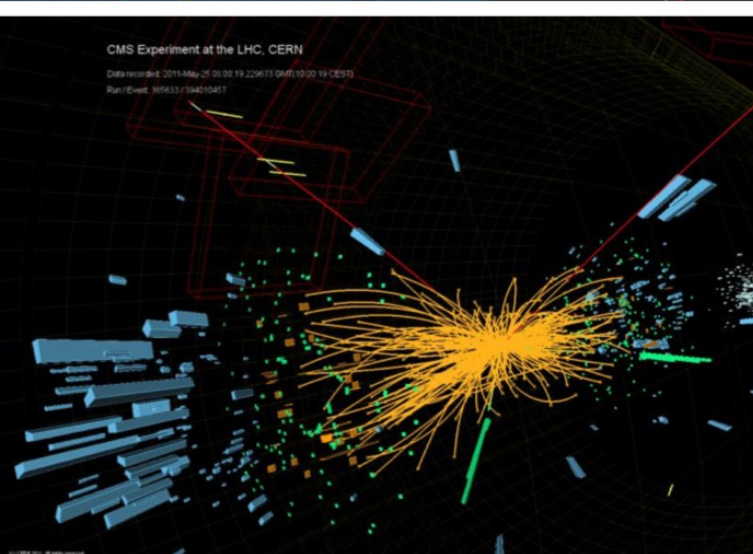 CMS Experiment at the LHC, CERN
Data recorded: 2011-May-25 08:00:19.229673 GMT(10:00:19 CEST)
Run / Event: 165633 / 394010457